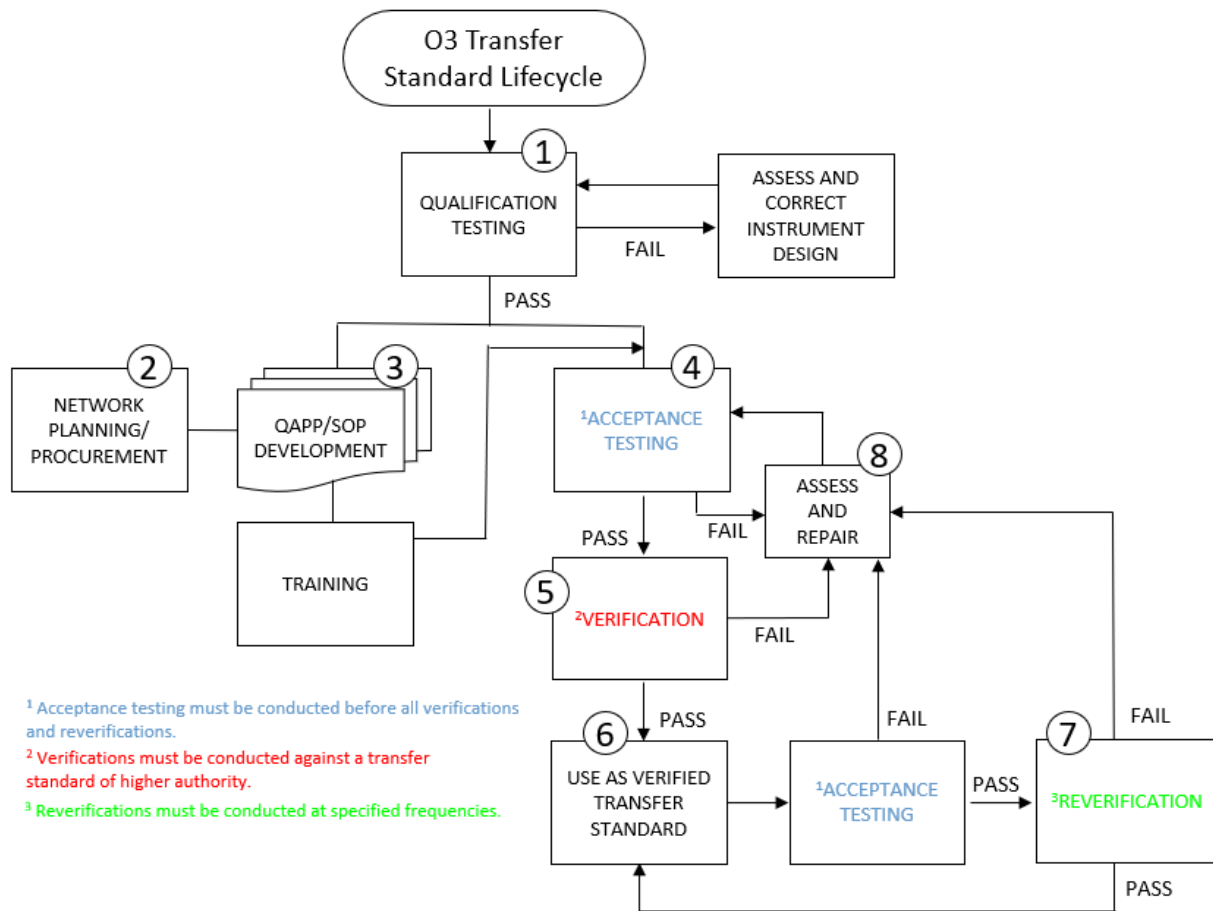 O3 Transfer
Standard Lifecycle
1
QUALIFICATION
TESTING
FAIL
ASSESS AND
CORRECT
INSTRUMENT
DESIGN
PASS
2
NETWORK
PLANNING/
PROCUREMENT
3
QAPP/SOP
DEVELOPMENT
TRAINING
4
¹ACCEPTANCE
TESTING
FAIL
PASS
8
ASSESS
AND
REPAIR
5
²VERIFICATION
FAIL
PASS
6
USE AS VERIFIED
TRANSFER
STANDARD
¹ACCEPTANCE
TESTING
FAIL
PASS
7
³REVERIFICATION
FAIL
PASS
¹ Acceptance testing must be conducted before all verifications
and reverifications.
² Verifications must be conducted against a transfer
standard of higher authority.
³ Reverifications must be conducted at specified frequencies.